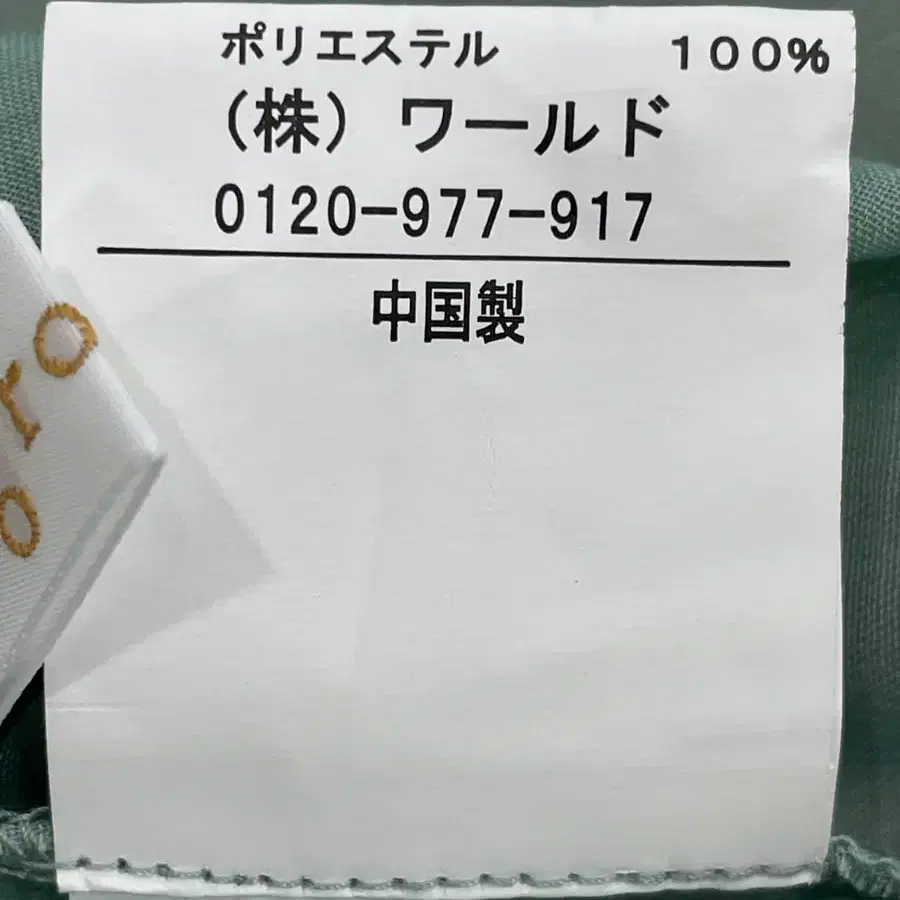 ポリエステル 100%
(株) ワールド
0120-977-917
中国製